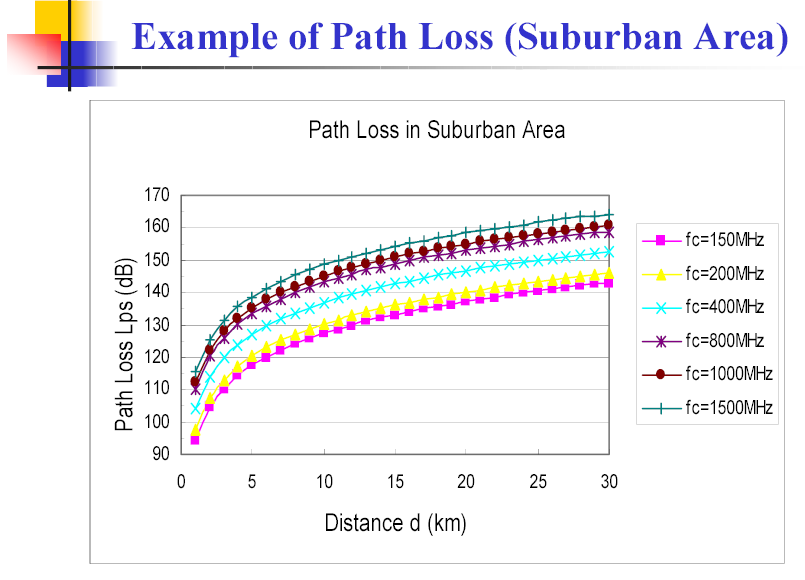 Example of Path Loss (Suburban Area)
Path Loss in Suburban Area
Path Loss Lps (dB)
170
160
150
140
130
120
110
100
90
0 5 10 15 20 25 30
Distance d (km)
fc=150MHz
fc=200MHz
fc=400MHz
fc=800MHz
fc=1000MHz
fc=1500MHz